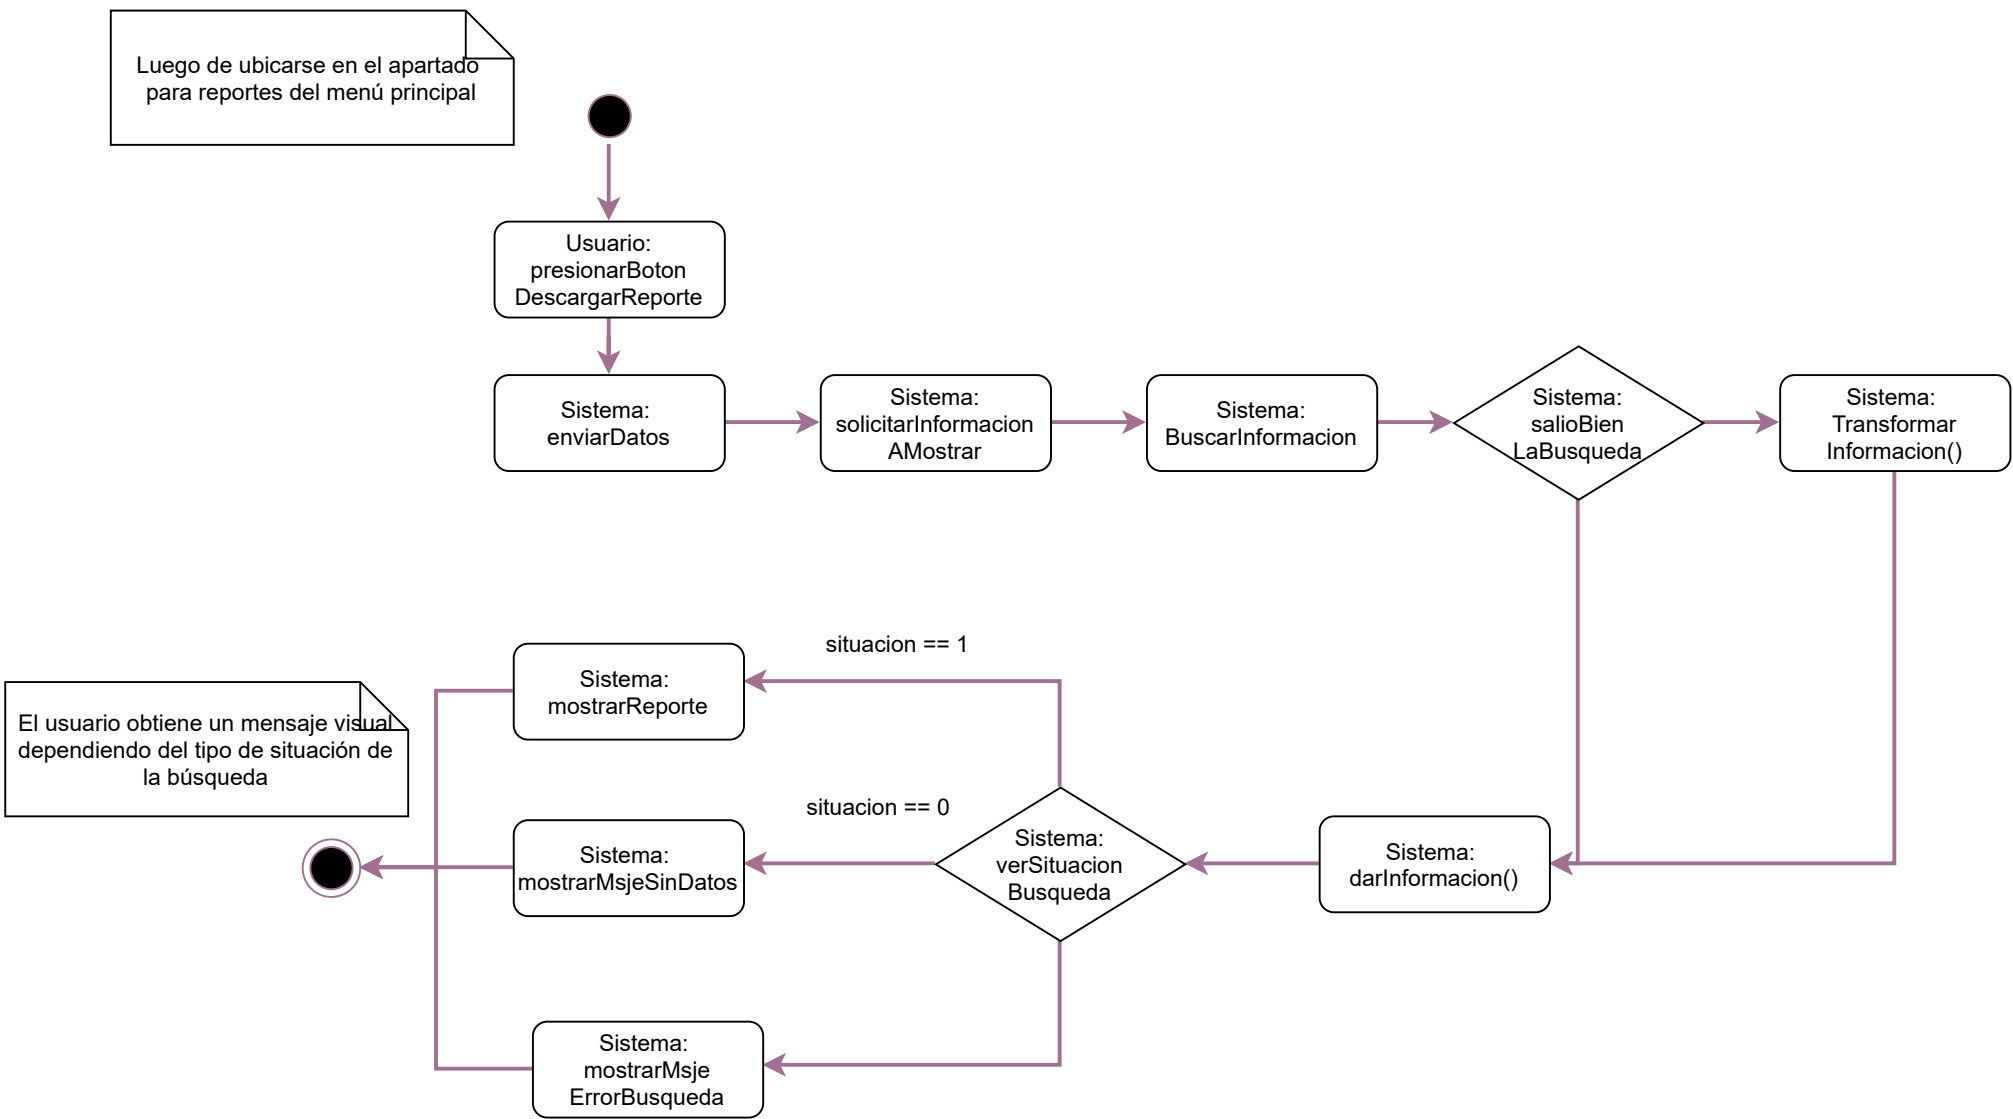 Luego de ubicarse en el apartado
para reportes del menú principal
Usuario:
presionarBoton
DescargarReporte
Sistema:
enviarDatos
Sistema:
solicitarInformacion
AMostrar
Sistema:
BuscarInformacion
Sistema:
salioBien
LaBusqueda
Sistema:
Transformar
Informacion()
situacion == 1
Sistema:
mostrarReporte
El usuario obtiene un mensaje visual
dependiendo del tipo de situación de
la búsqueda
situacion == 0
Sistema:
mostrarMsjeSinDatos
Sistema:
verSituacion
Busqueda
Sistema:
darInformacion()
Sistema:
mostrarMsje
ErrorBusqueda